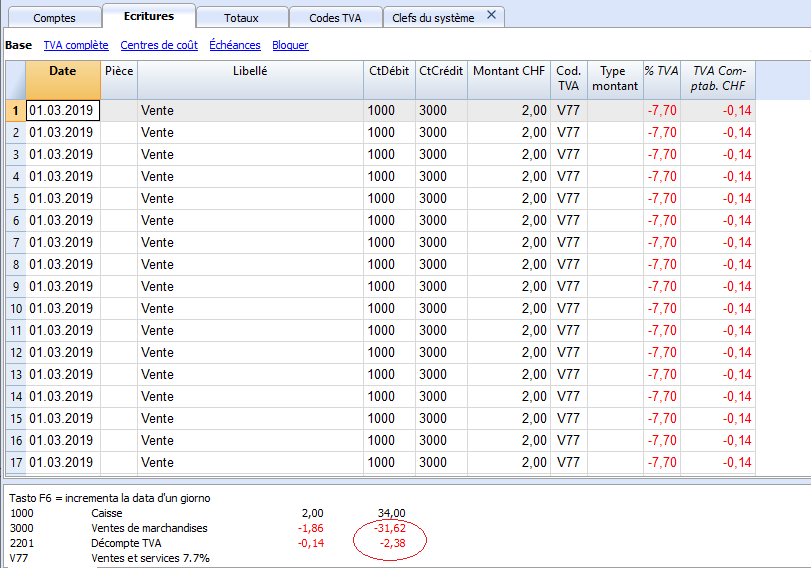 Comptes Ecritures Totaux Codes TVA Clefs du système
Base TVA complète Centres de coût Échéances Bloquer
Date Pièce Libellé CtDébit CtCrédit Montant CHF Cod. TVA Type montant % TVA TVA Com-ptab. CHF
1 01.03.2019 Vente 1000 3000 2,00 V77 -7,70 -0,14
2 01.03.2019 Vente 1000 3000 2,00 V77 -7,70 -0,14
3 01.03.2019 Vente 1000 3000 2,00 V77 -7,70 -0,14
4 01.03.2019 Vente 1000 3000 2,00 V77 -7,70 -0,14
5 01.03.2019 Vente 1000 3000 2,00 V77 -7,70 -0,14
6 01.03.2019 Vente 1000 3000 2,00 V77 -7,70 -0,14
7 01.03.2019 Vente 1000 3000 2,00 V77 -7,70 -0,14
8 01.03.2019 Vente 1000 3000 2,00 V77 -7,70 -0,14
9 01.03.2019 Vente 1000 3000 2,00 V77 -7,70 -0,14
10 01.03.2019 Vente 1000 3000 2,00 V77 -7,70 -0,14
11 01.03.2019 Vente 1000 3000 2,00 V77 -7,70 -0,14
12 01.03.2019 Vente 1000 3000 2,00 V77 -7,70 -0,14
13 01.03.2019 Vente 1000 3000 2,00 V77 -7,70 -0,14
14 01.03.2019 Vente 1000 3000 2,00 V77 -7,70 -0,14
15 01.03.2019 Vente 1000 3000 2,00 V77 -7,70 -0,14
16 01.03.2019 Vente 1000 3000 2,00 V77 -7,70 -0,14
17 01.03.2019 Vente 1000 3000 2,00 V77 -7,70 -0,14
Tasto F6 = incrementa la data d'un giorno
1000 Caisse 2,00 34,00
3000 Ventes de marchandises -1,86 -31,62
2201 Décompte TVA -0,14 -2,38
V77 Ventes et services 7.7%